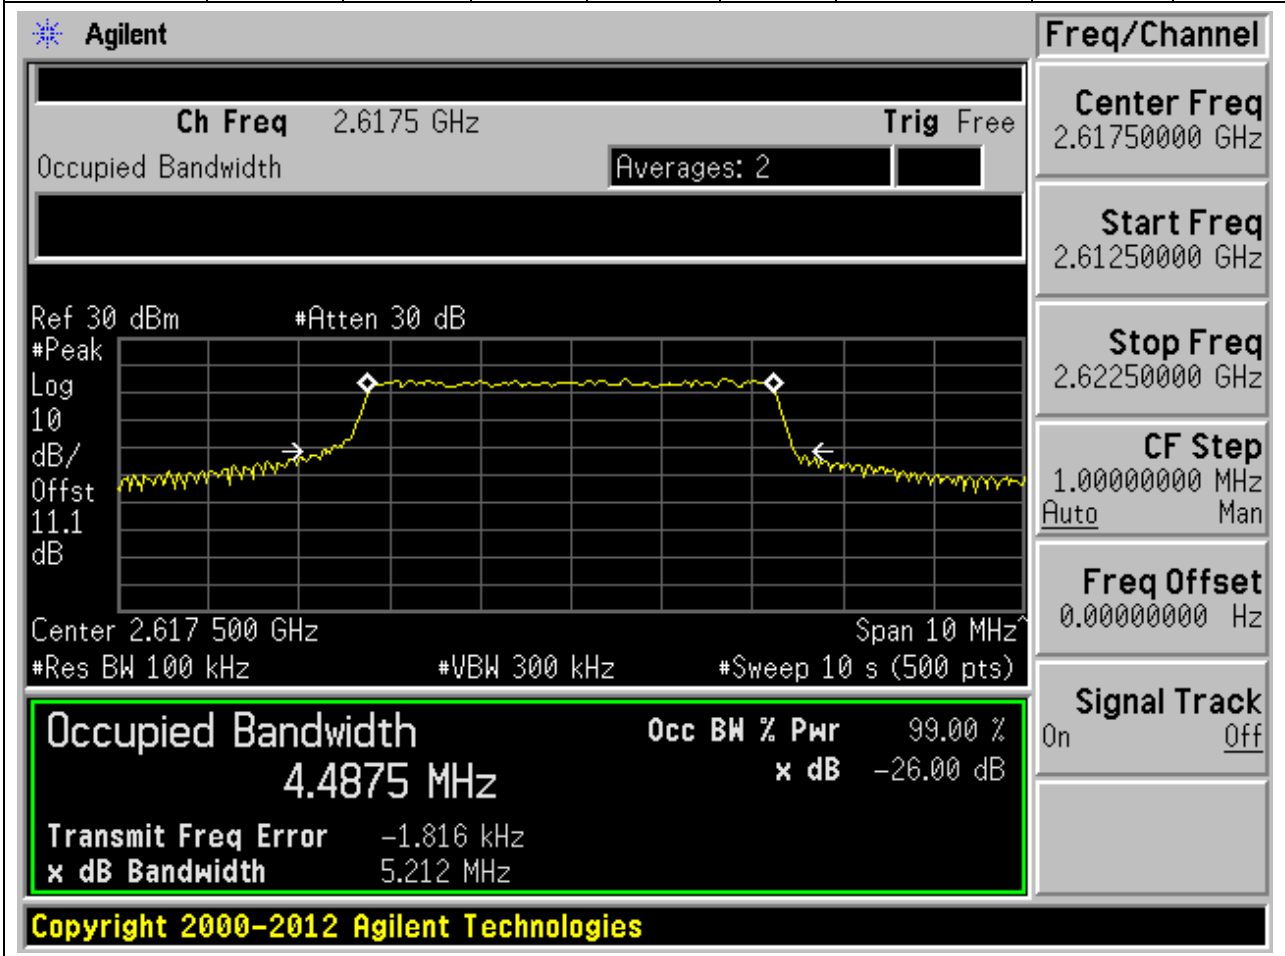 Agilent
Freq/Channel
Ch Freq 2.6175 GHz Trig Free
Occupied Bandwidth Averages: 2
Center Freq
2.61750000 GHz
Start Freq
2.61250000 GHz
Stop Freq
2.62250000 GHz
CF Step
1.00000000 MHz
Auto Man
Freq Offset
0.00000000 Hz
Signal Track
On Off
Ref 30 dBm #Atten 30 dB
#Peak
Log
10
dB/
Offst
11.1
dB
Center 2.617 500 GHz Span 10 MHz^
#Res BW 100 kHz #VBW 300 kHz #Sweep 10 s (500 pts)
Occupied Bandwidth Occ BW % Pwr 99.00 %
4.4875 MHz x dB -26.00 dB
Transmit Freq Error -1.816 kHz
x dB Bandwidth 5.212 MHz
Copyright 2000-2012 Agilent Technologies